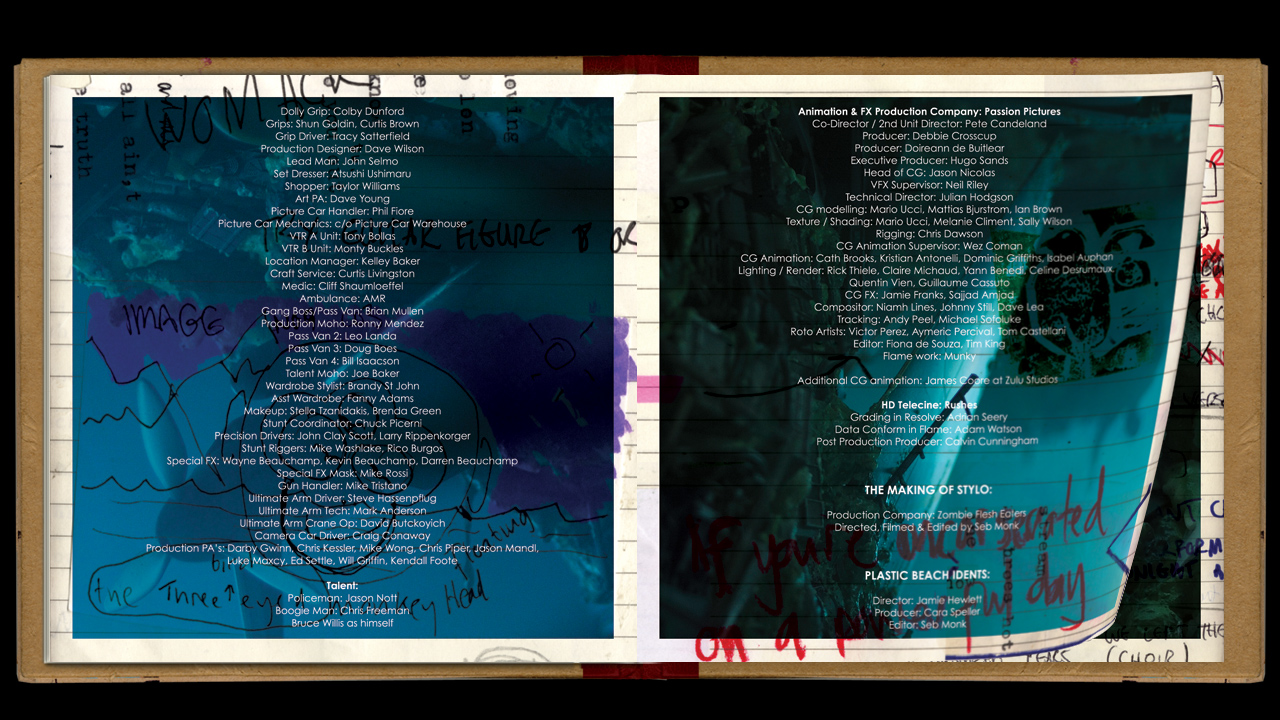 Dolly Grip: Colby Dunford
Grips: Shun Goldin, Curtis Brown
Grip Driver: Tracy Satterfield
Production Designer: Dave Wilson
Lead Man: John Selmo
Set Dresser: Atsushi Ushimaru
Shopper: Taylor Williams
Art PA: Dave Young
Picture Car Handler: Phil Fiore
Picture Car Mechanics: c/o Picture Car Warehouse
VTR A Unit: Tony Bollas
VTR B Unit: Monty Buckles
Location Manager: Kelley Baker
Craft Service: Curtis Livingston
Medic: Cliff Shaumloeffel
Ambulance: AMR
Gang Boss/Pass Van: Brian Mullen
Production Moho: Ronny Mendez
Pass Van 2: Leo Landa
Pass Van 3: Doug Boes
Pass Van 4: Bill Isaacson
Talent Moho: Joe Baker
Wardrobe Stylist: Brandy St John
Asst Wardrobe: Fanny Adams
Makeup: Stella Tzanidakis, Brenda Green
Stunt Coordinator: Chuck Picerni
Precision Drivers: John Clay Scott, Larry Rippenkorger
Stunt Riggers: Mike Washlake, Rico Burgos
Special FX: Wayne Beauchamp, Kevin Beauchamp, Darren Beauchamp
Special FX Mask: Mike Rossi
Gun Handler: Mike Tristano
Ultimate Arm Driver: Steve Hassenpflug
Ultimate Arm Tech: Mark Anderson
Ultimate Arm Crane Op: David Butckoyich
Camera Car Driver: Craig Conaway
Production PA's: Darby Gwinn, Chris Kessler, Mike Wong, Chris Piper, Jason Mandl,
Luke Maxcy, Ed Settle, Will Griffin, Kendall Foote
Talent:
Policeman: Jason Nott
Boogie Man: Chris Freeman
Bruce Willis as himself
IMAGE
FIGURE
the Three eye
Head
truth
all ain't
loving
Animation & FX Production Company: Passion Pictures
Co-Director / 2nd Unit Director: Pete Candeland
Producer: Debbie Crosscup
Producer: Doireann de Buitlear
Executive Producer: Hugo Sands
Head of CG: Jason Nicolas
VFX Supervisor: Neil Riley
Technical Director: Julian Hodgson
CG modelling: Mario Ucci, Mattias Bjurstrom, Ian Brown
Texture / Shading: Mario Ucci, Melanie Climent, Sally Wilson
Rigging: Chris Dawson
CG Animation Supervisor: Wez Coman
CG Animation: Cath Brooks, Kristian Antonelli, Dominic Griffiths, Isabel Auphan
Lighting / Render: Rick Thiele, Claire Michaud, Yann Benedi, Celine Desrumaux,
Quentin Vien, Guillaume Cassuto
CG FX: Jamie Franks, Sajjad Amjad
Compositor: Niamh Lines, Johnny Still, Dave Lea
Tracking: Andy Peel, Michael Sofoluke
Roto Artists: Victor Perez, Aymeric Percival, Tom Castellani
Editor: Fiona de Souza, Tim King
Flame work: Munky
Additional CG animation: James Coore at Zulu Studios
HD Telecine: Rushes
Grading in Resolve: Adrian Seery
Data Conform in Flame: Adam Watson
Post Production Producer: Calvin Cunningham
THE MAKING OF STYLO:
Production Company: Zombie Flesh Eaters
Directed, Filmed & Edited by Seb Monk
PLASTIC BEACH IDENTS:
Director: Jamie Hewlett
Producer: Cara Speller
Editor: Seb Monk
If you're
on a
day
(CHOIR)